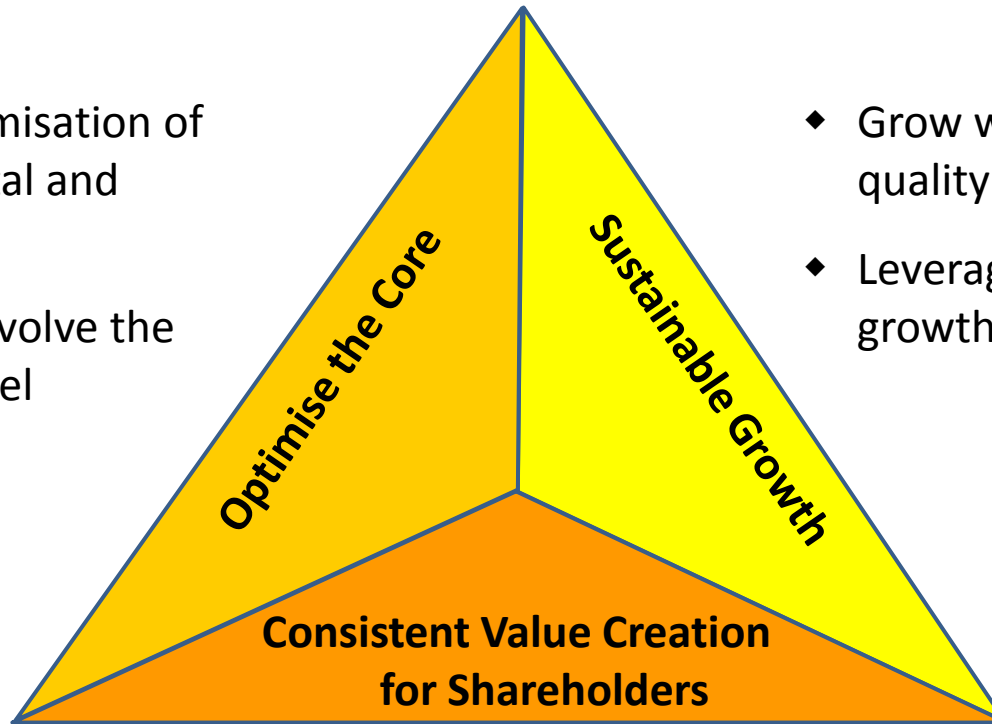 misation of
al and
volve the
el
◆ Grow w
quality
◆ Leverag
growth
Optimise the Core
Sustainable Growth
Consistent Value Creation
for Shareholders